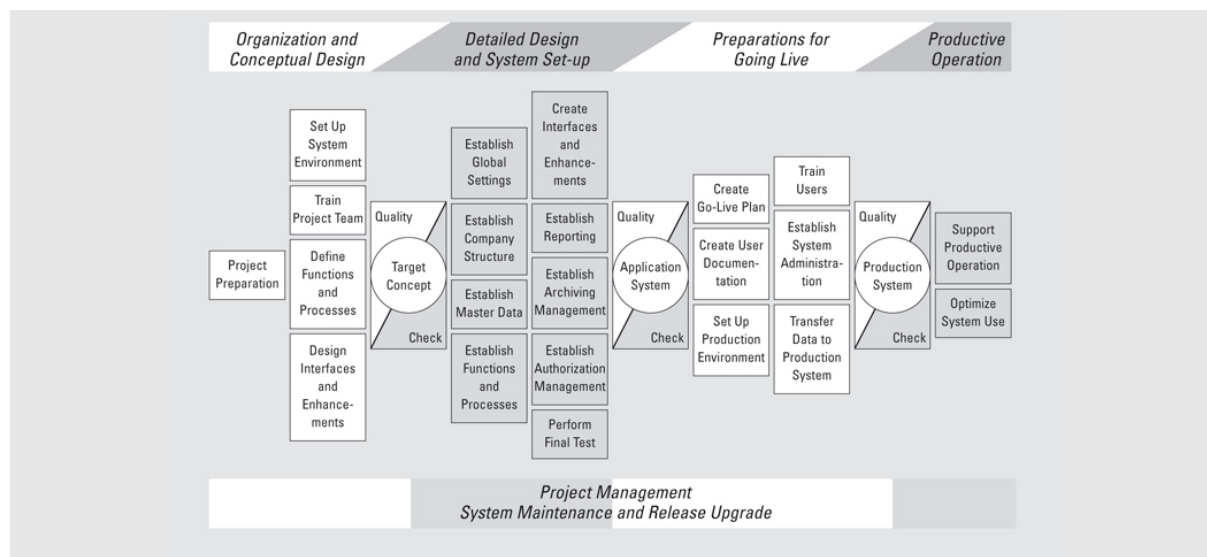 Organization and
Conceptual Design
Detailed Design
and System Set-up
Preparations for
Going Live
Productive
Operation
Project
Preparation
Set Up
System
Environment
Train
Project Team
Define
Functions and
Processes
Design
Interfaces
and
Enhance-
ments
Quality
Target
Concept
Check
Establish
Global
Settings
Establish
Company
Structure
Establish
Master Data
Establish
Functions
and
Processes
Create
Interfaces
and
Enhance-
ments
Establish
Reporting
Establish
Archiving
Management
Establish
Authorization
Management
Perform
Final Test
Quality
Application
System
Check
Create
Go-Live Plan
Create User
Documen-
tation
Set Up
Production
Environment
Train
Users
Establish
System
Administra-
tion
Transfer
Data to
Production
System
Quality
Production
System
Check
Support
Productive
Operation
Optimize
System Use
Project Management
System Maintenance and Release Upgrade